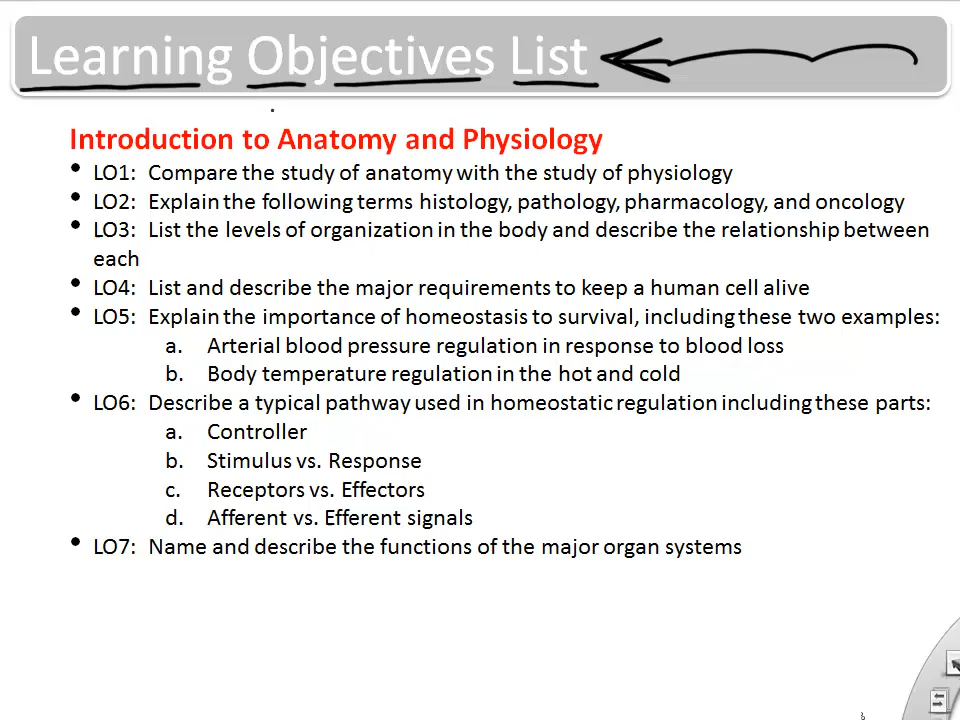 Learning Objectives List
Introduction to Anatomy and Physiology
• LO1: Compare the study of anatomy with the study of physiology
• LO2: Explain the following terms histology, pathology, pharmacology, and oncology
• LO3: List the levels of organization in the body and describe the relationship between
each
• LO4: List and describe the major requirements to keep a human cell alive
• LO5: Explain the importance of homeostasis to survival, including these two examples:
a. Arterial blood pressure regulation in response to blood loss
b. Body temperature regulation in the hot and cold
• LO6: Describe a typical pathway used in homeostatic regulation including these parts:
a. Controller
b. Stimulus vs. Response
c. Receptors vs. Effectors
d. Afferent vs. Efferent signals
• LO7: Name and describe the functions of the major organ systems